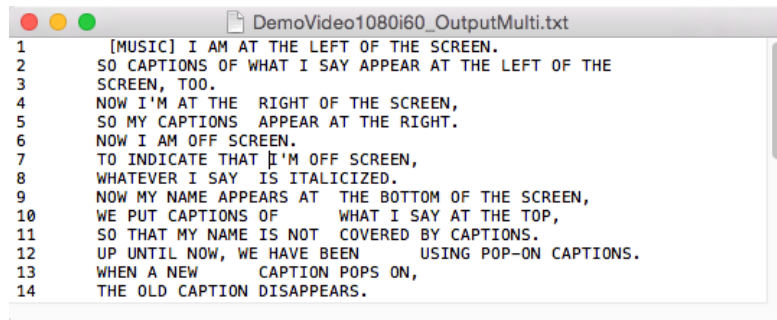 DemoVideo1080i60_OutputMulti.txt
1 [MUSIC] I AM AT THE LEFT OF THE SCREEN.
2 SO CAPTIONS OF WHAT I SAY APPEAR AT THE LEFT OF THE
3 SCREEN, TOO.
4 NOW I'M AT THE  RIGHT OF THE SCREEN,
5 SO MY CAPTIONS  APPEAR AT THE RIGHT.
6 NOW I AM OFF SCREEN.
7 TO INDICATE THAT I'M OFF SCREEN,
8 WHATEVER I SAY  IS ITALICIZED.
9 NOW MY NAME APPEARS AT  THE BOTTOM OF THE SCREEN,
10 WE PUT CAPTIONS OF      WHAT I SAY AT THE TOP,
11 SO THAT MY NAME IS NOT  COVERED BY CAPTIONS.
12 UP UNTIL NOW, WE HAVE BEEN      USING POP-ON CAPTIONS.
13 WHEN A NEW      CAPTION POPS ON,
14 THE OLD CAPTION DISAPPEARS.